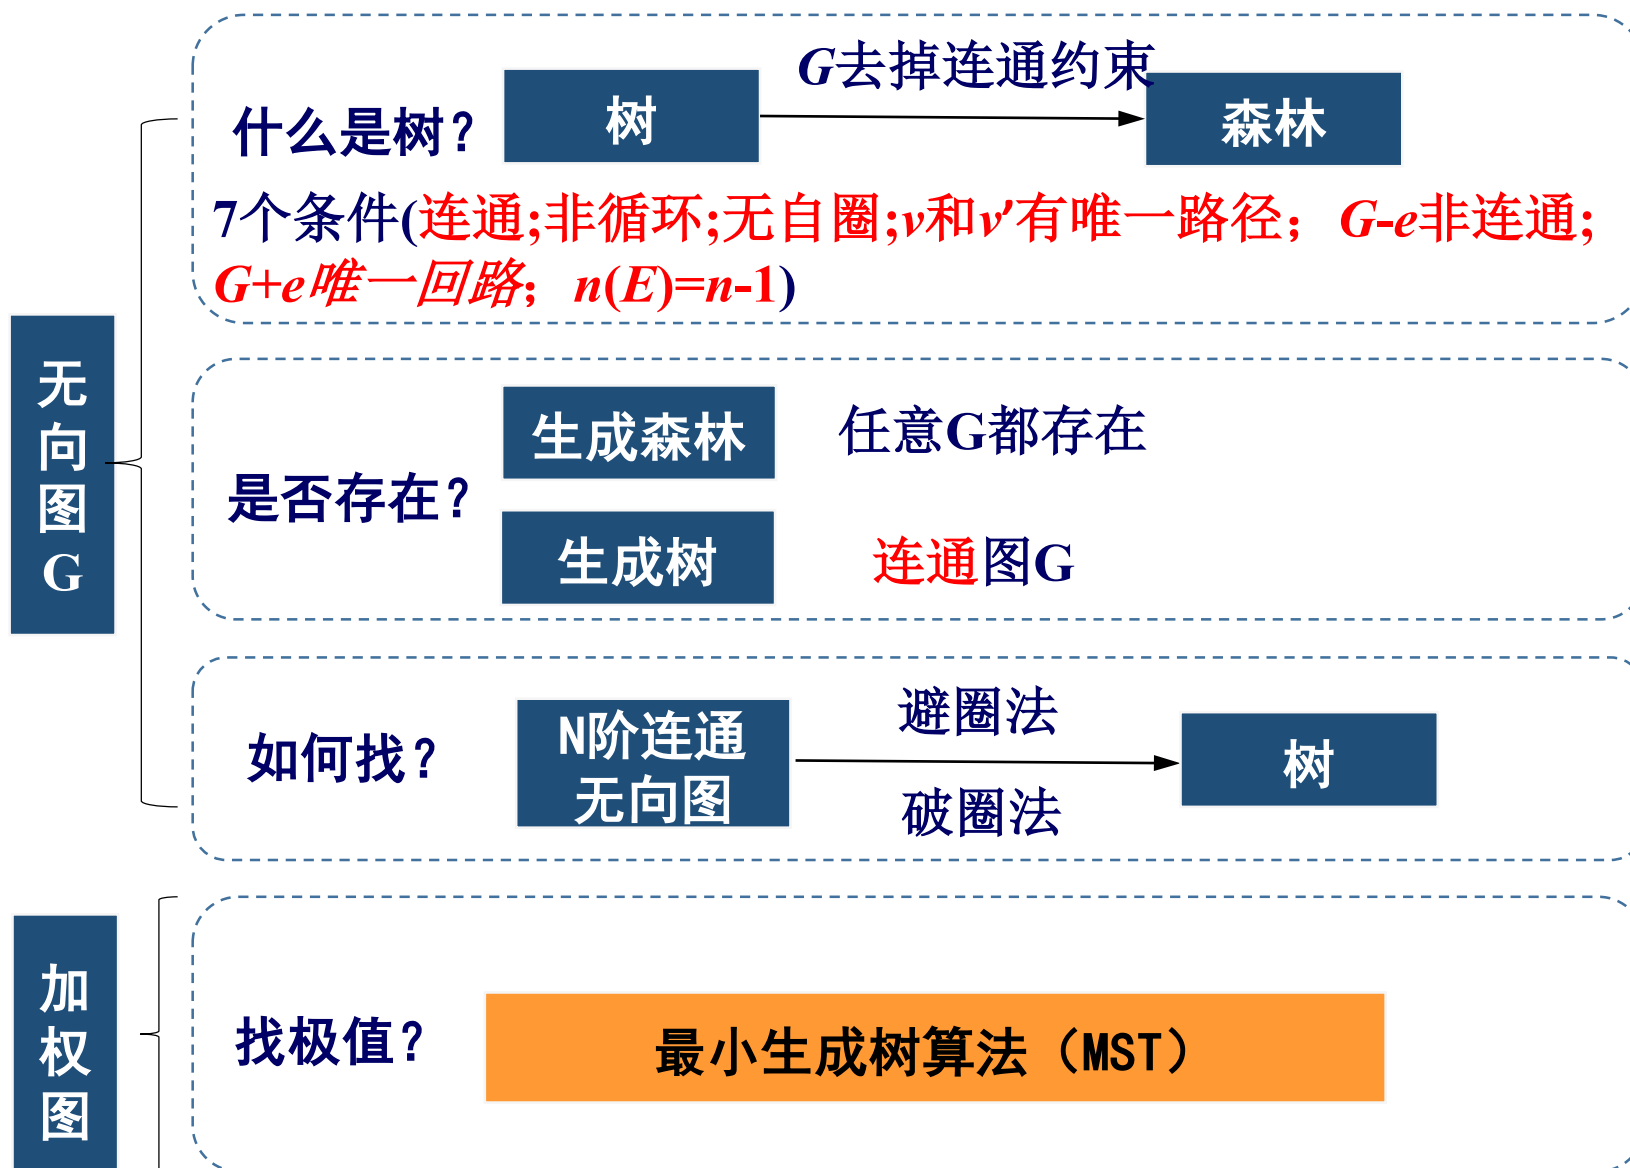 G去掉连通约束
什么是树?
树
森林
7个条件(连通;非循环;无自圈;v和v'有唯一路径；G-e非连通;
G+e唯一回路；n(E)=n-1)
无向图G
生成森林
任意G都存在
是否存在?
生成树
连通图G
如何找?
N阶连通
无向图
避圈法
破圈法
树
加权图
找极值?
最小生成树算法（MST）